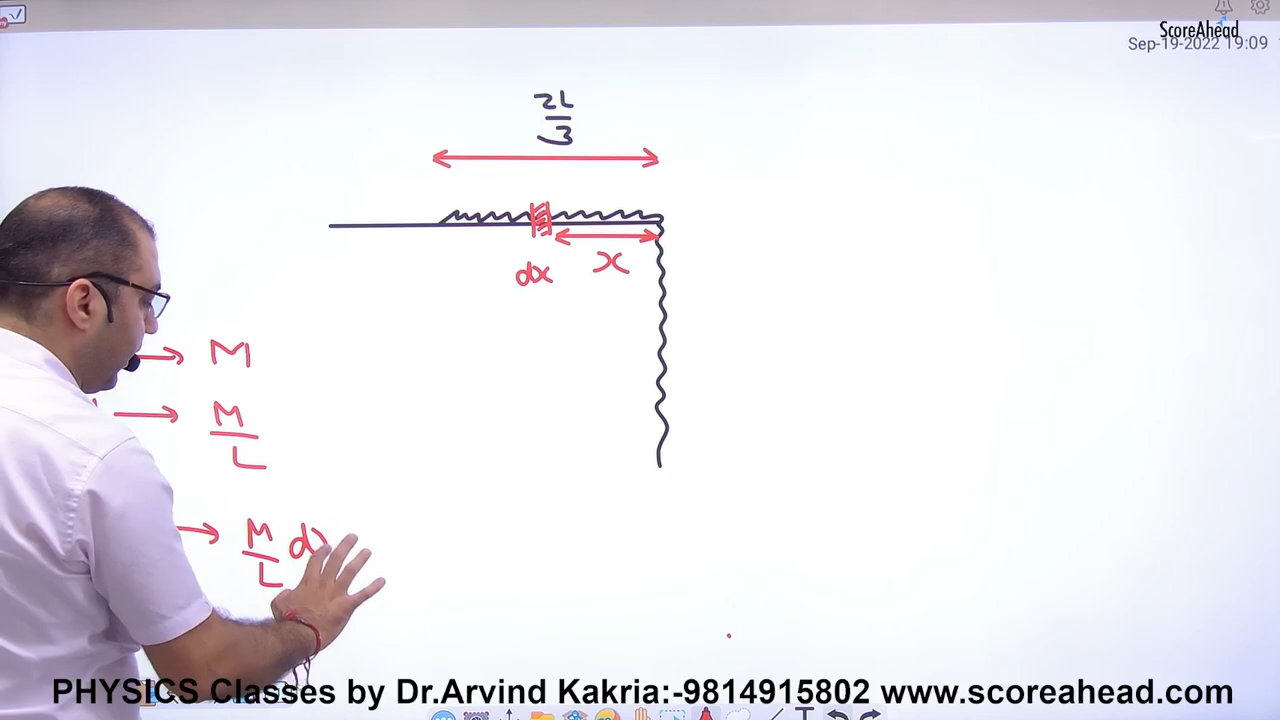 ScoreAhead
Sep-19-2022 19:09
2L
3
dx
x
→ M
→ M
L
→ M
L
PHYSICS Classes by Dr.Arvind Kakria:-9814915802 www.scoreahead.com